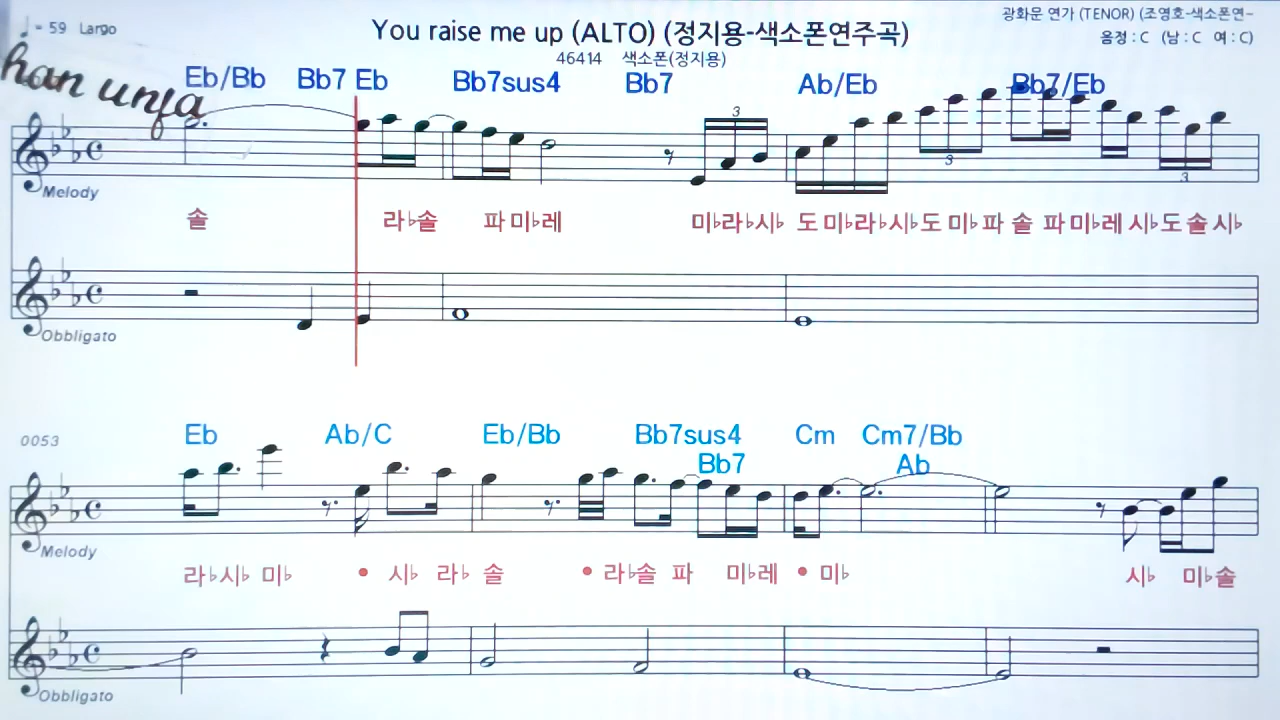 ♩= 59 Largo
You raise me up (ALTO) (정지용-색소폰연주곡)
광화문 연가 (TENOR) (조영호-색소폰연-
46414 색소폰(정지용)
음정 : C (남 : C 여 : C)
han unja
Eb/Bb Bb7 Eb Bb7sus4 Bb7 Ab/Eb Bb7/Eb
3
3
3
Melody
솔 라♭솔 파 미♭레 미♭라♭시♭ 도 미♭라♭시♭도 미♭파 솔 파 미♭레 시♭도 솔 시♭
Obbligato
0053
Eb Ab/C Eb/Bb Bb7sus4 Cm Cm7/Bb
Bb7 Ab
Melody
라♭시♭ 미♭ • 시♭ 라♭ 솔 • 라♭솔 파 미♭레 • 미♭ 시♭ 미♭솔
Obbligato